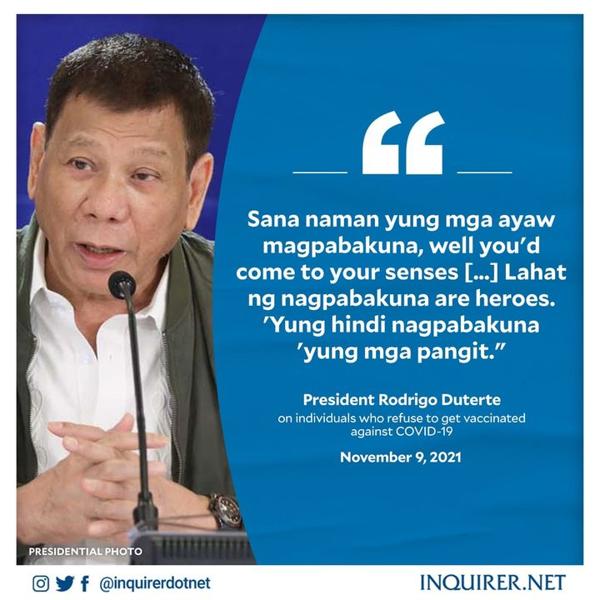 “
Sana naman yung mga ayaw
magpabakuna, well you'd
come to your senses [...] Lahat
ng nagpabakuna are heroes.
'Yung hindi nagpabakuna
'yung mga pangit.”
President Rodrigo Duterte
on individuals who refuse to get vaccinated
against COVID-19
November 9, 2021
PRESIDENTIAL PHOTO
@inquirerdotnet
INQUIRER.NET